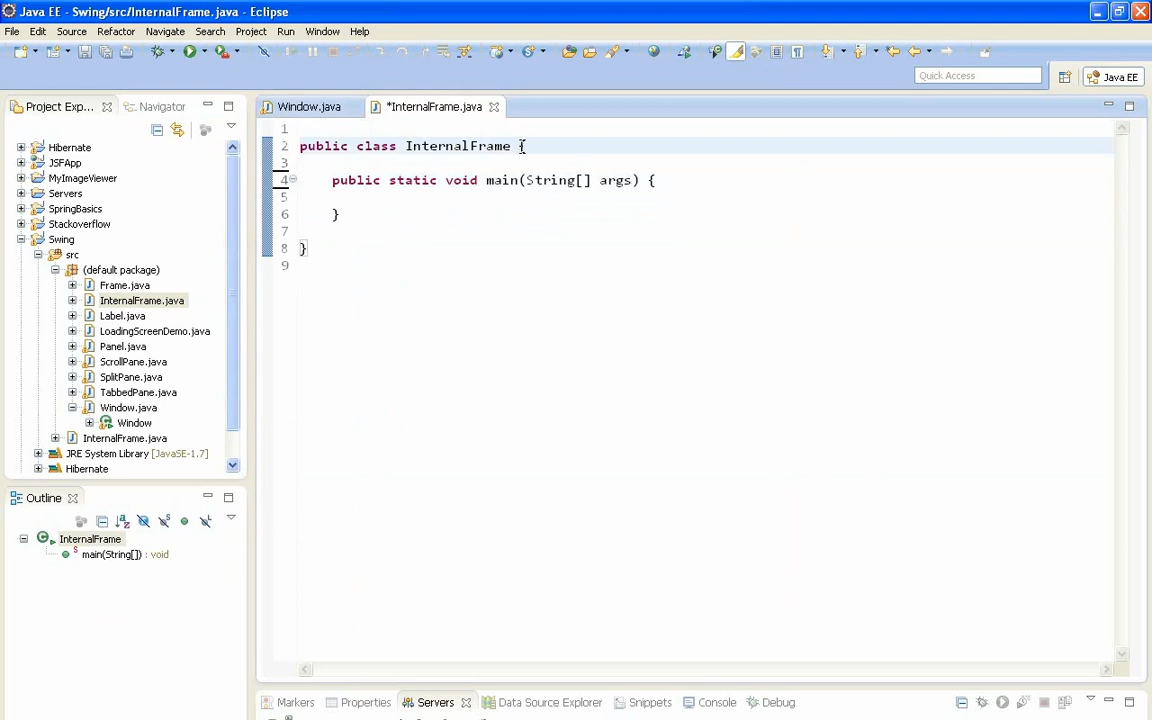 Java EE - Swing/src/InternalFrame.java - Eclipse
File Edit Source Refactor Navigate Search Project Run Window Help
Quick Access
Java EE
Project Exp...
Navigator
Hibernate
JSFApp
MyImageViewer
Servers
SpringBasics
Stackoverflow
Swing
src
(default package)
Frame.java
InternalFrame.java
Label.java
LoadingScreenDemo.java
Panel.java
ScrollPane.java
SplitPane.java
TabbedPane.java
Window.java
Window
InternalFrame.java
JRE System Library [JavaSE-1.7]
Hibernate
Outline
InternalFrame
main(String[]) : void
Window.java
*InternalFrame.java
1
2 public class InternalFrame {
3
4 public static void main(String[] args) {
5
6 }
7
8 }
9
Markers Properties Servers Data Source Explorer Snippets Console Debug